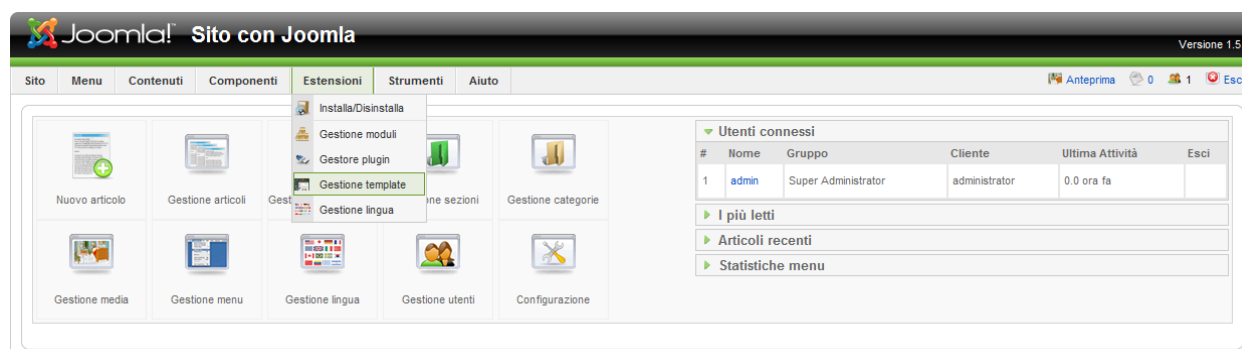 Joomla! Sito con Joomla
Versione 1.5
Sito Menu Contenuti Componenti Estensioni Strumenti Aiuto Anteprima 0 1 Esc
Installa/Disinstalla
Gestione moduli
Gestore plugin
Gestione template
Gestione lingua
Nuovo articolo Gestione articoli Gest ne sezioni Gestione categorie
Gestione media Gestione menu Gestione lingua Gestione utenti Configurazione
Utenti connessi
# Nome Gruppo Cliente Ultima Attività Esci
1 admin Super Administrator administrator 0.0 ora fa
I più letti
Articoli recenti
Statistiche menu